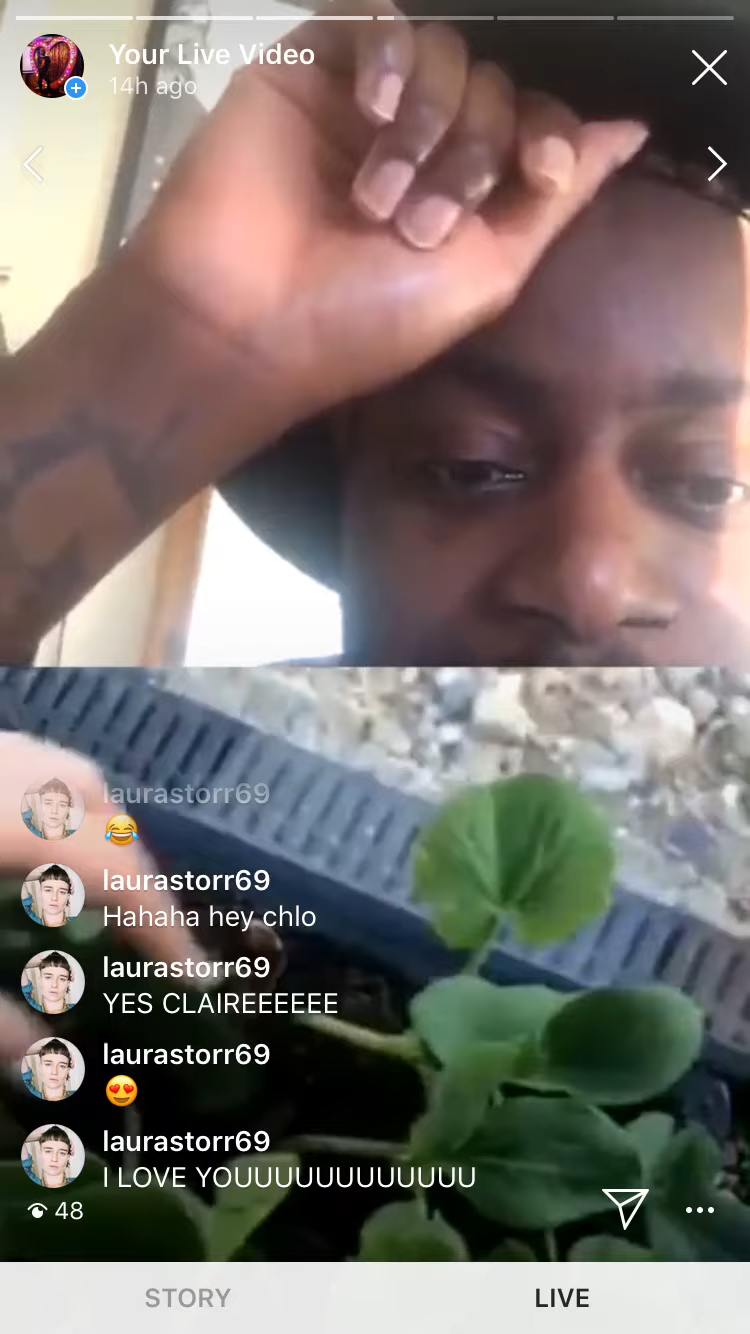 Your Live Video
14h ago
laurastorr69
😂
laurastorr69
Hahaha hey chlo
laurastorr69
YES CLAIREEEEEE
laurastorr69
😍
laurastorr69
I LOVE YOUUUUUUUUUUUUU
48
STORY
LIVE